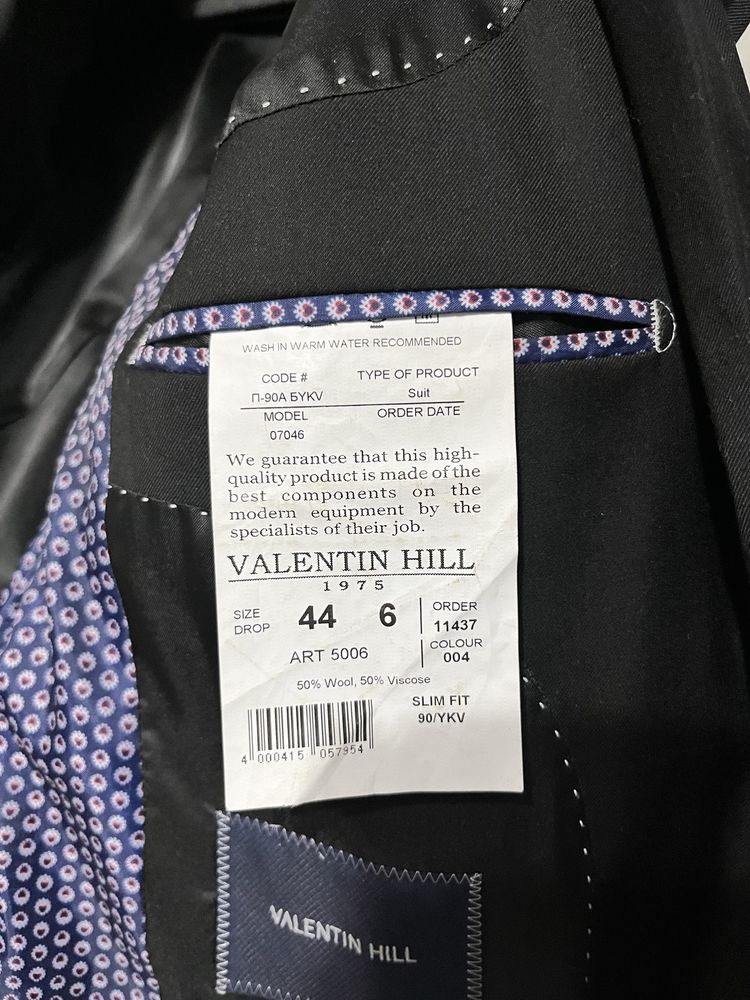 WASH IN WARM WATER RECOMMENDED
CODE # TYPE OF PRODUCT
П-90А БYKV Suit
MODEL ORDER DATE
07046
We guarantee that this high-
quality product is made of the
best components on the
modern equipment by the
specialists of their job.
VALENTIN HILL
1975
SIZE
DROP
44 6
ORDER
11437
ART 5006
COLOUR
004
50% Wool, 50% Viscose
SLIM FIT
90/YKV
4 000415 057954
VALENTIN HILL